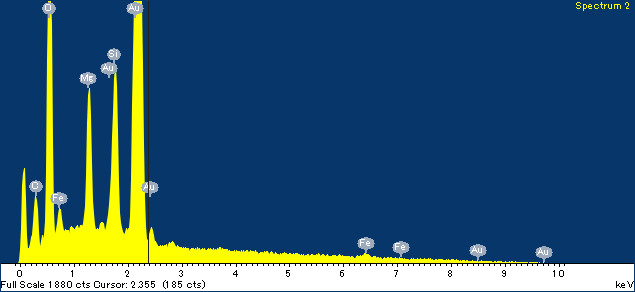 Spectrum 2
O
Au
Si
Au
Mg
C
Fe
Au
Fe
Fe
Au
Au
0 1 2 3 4 5 6 7 8 9 10
Full Scale 1880 cts Cursor: 2.355 (185 cts)
keV